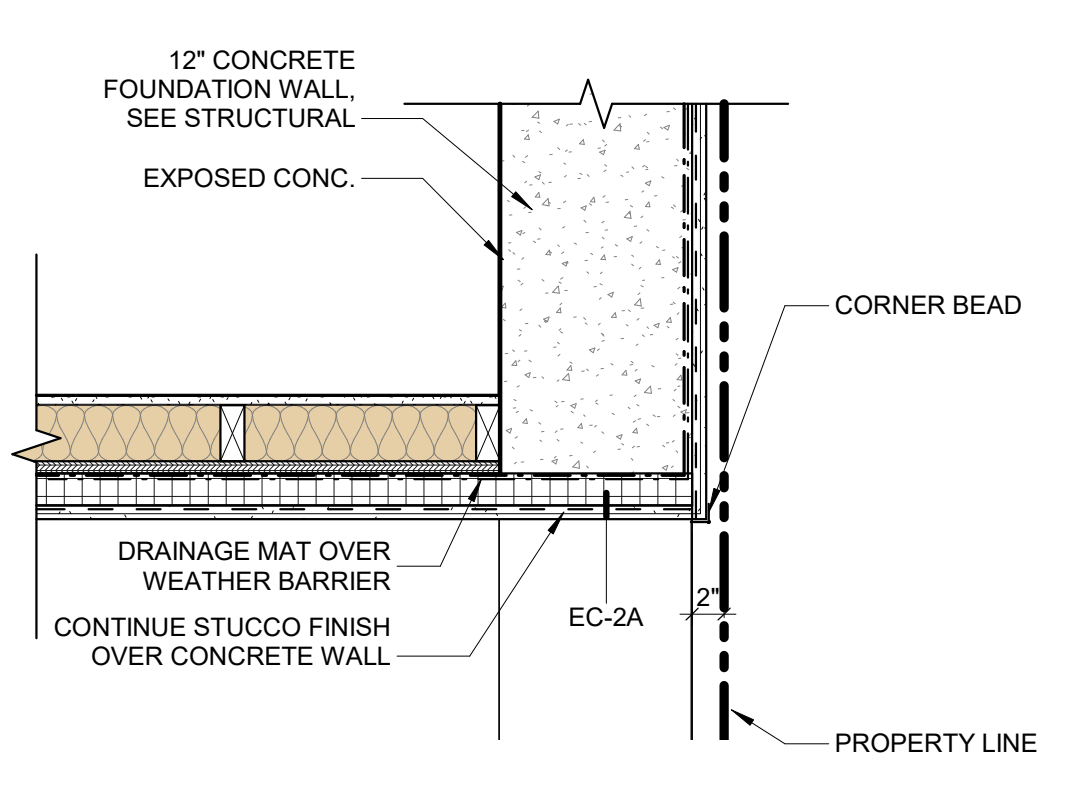 12" CONCRETE
FOUNDATION WALL,
SEE STRUCTURAL
EXPOSED CONC.
CORNER BEAD
DRAINAGE MAT OVER
WEATHER BARRIER
EC-2A
2"
CONTINUE STUCCO FINISH
OVER CONCRETE WALL
PROPERTY LINE